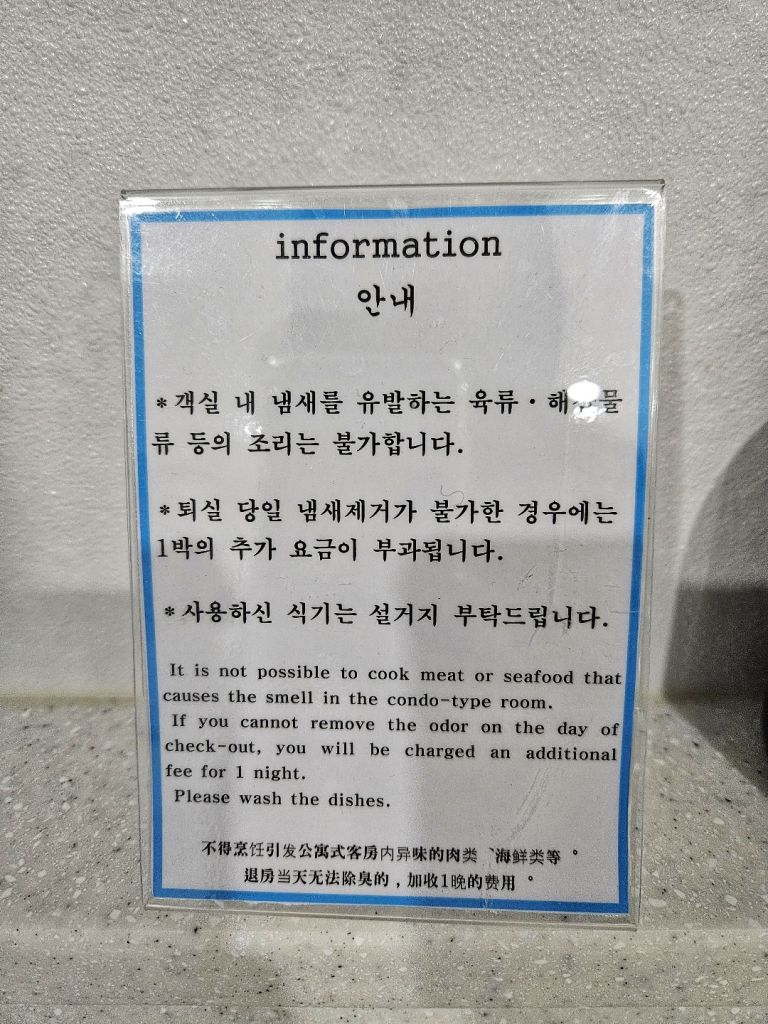 information
안내
*객실 내 냄새를 유발하는 육류·
류 등의 조리는 불가합니다.
*퇴실 당일 냄새제거가 불가한 경우에는
1박의 추가 요금이 부과됩니다.
*사용하신 식기는 설거지 부탁드립니다.
It is not possible to cook meat or seafood that
causes the smell in the condo-type room.
If you cannot remove the odor on the day of
check-out, you will be charged an additional
fee for 1 night.
Please wash the dishes.
不得烹饪引发公寓式客房内异味的肉类、海鲜类等。
退房当天无法除臭的，加收1晚的费用。